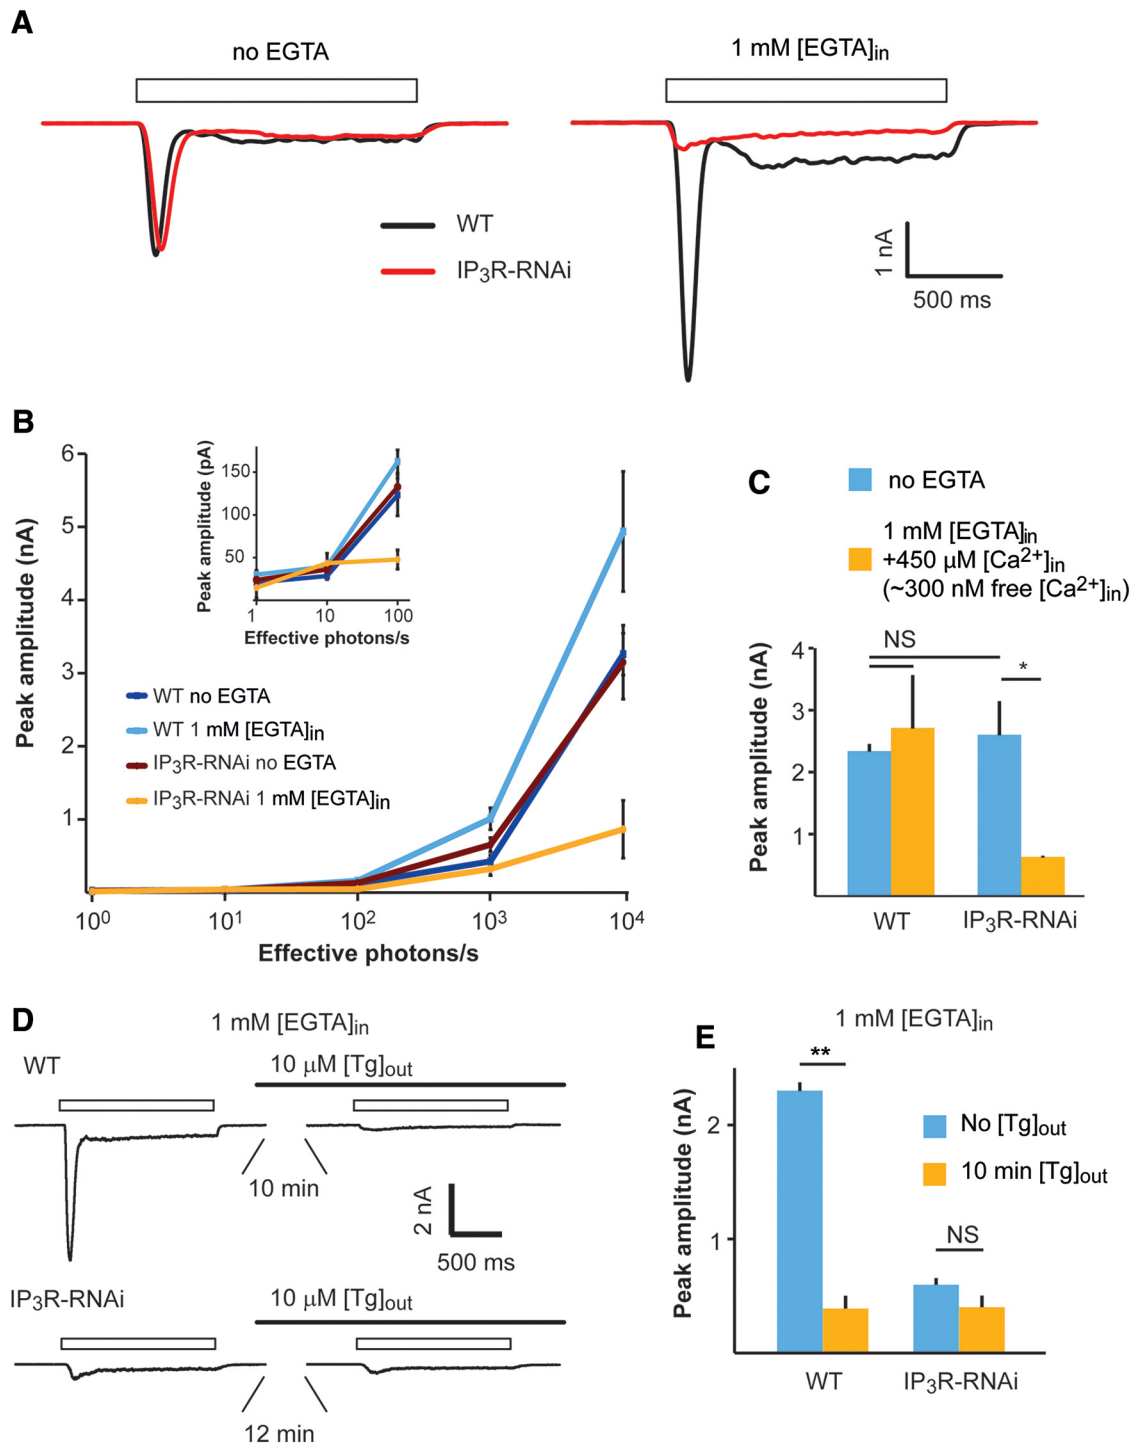 A
no EGTA
1 mM [EGTA]in
WT
IP3R-RNAi
1 nA
500 ms
B
Peak amplitude (nA)
6
5
4
3
2
1
10^0
10^1
10^2
10^3
10^4
Effective photons/s
Peak amplitude (pA)
150
100
50
1
10
100
Effective photons/s
WT no EGTA
WT 1 mM [EGTA]in
IP3R-RNAi no EGTA
IP3R-RNAi 1 mM [EGTA]in
C
no EGTA
1 mM [EGTA]in
+450 µM [Ca2+]in
(~300 nM free [Ca2+]in)
Peak amplitude (nA)
4
3
2
1
NS
*
WT
IP3R-RNAi
D
1 mM [EGTA]in
WT
10 µM [Tg]out
10 min
2 nA
500 ms
IP3R-RNAi
10 µM [Tg]out
12 min
E
1 mM [EGTA]in
**
Peak amplitude (nA)
2
1
No [Tg]out
10 min [Tg]out
NS
WT
IP3R-RNAi